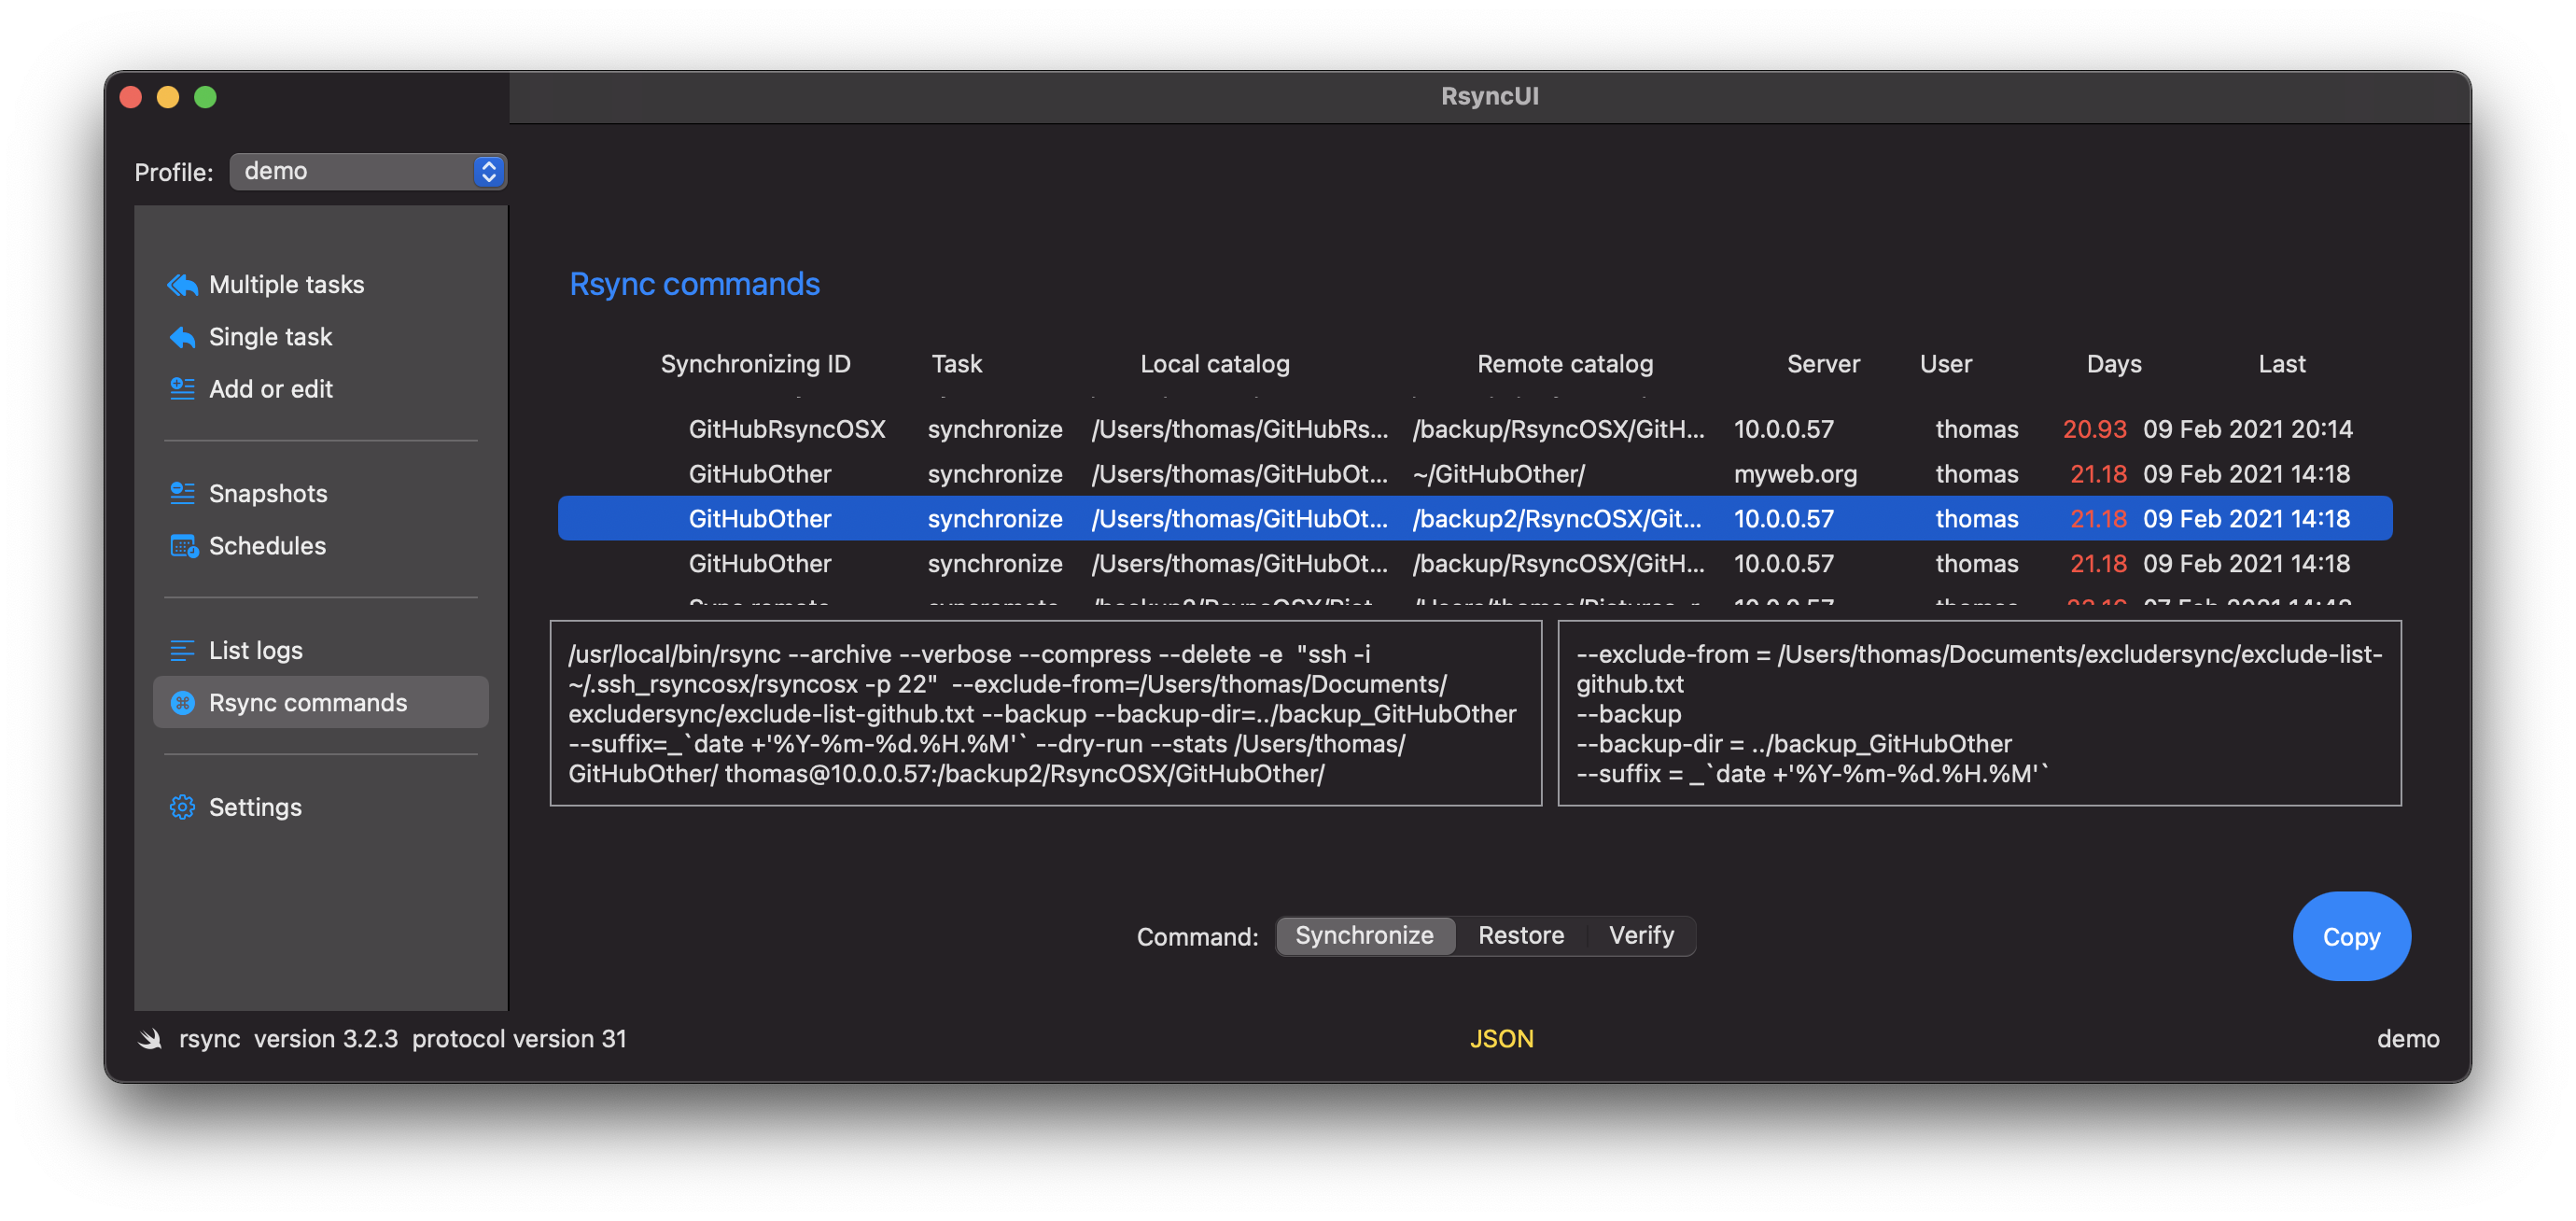 RsyncUI
Profile: demo
Multiple tasks
Single task
Add or edit
Snapshots
Schedules
List logs
Rsync commands
Settings
Rsync commands
Synchronizing ID Task Local catalog Remote catalog Server User Days Last
GitHubRsyncOSX synchronize /Users/thomas/GitHubRs... /backup/RsyncOSX/GitH... 10.0.0.57 thomas 20.93 09 Feb 2021 20:14
GitHubOther synchronize /Users/thomas/GitHubOt... ~/GitHubOther/ myweb.org thomas 21.18 09 Feb 2021 14:18
GitHubOther synchronize /Users/thomas/GitHubOt... /backup2/RsyncOSX/Git... 10.0.0.57 thomas 21.18 09 Feb 2021 14:18
GitHubOther synchronize /Users/thomas/GitHubOt... /backup/RsyncOSX/GitH... 10.0.0.57 thomas 21.18 09 Feb 2021 14:18
/usr/local/bin/rsync --archive --verbose --compress --delete -e "ssh -i
~/.ssh_rsyncosx/rsyncosx -p 22" --exclude-from=/Users/thomas/Documents/
excludersync/exclude-list-github.txt --backup --backup-dir=../backup_GitHubOther
--suffix=_`date +'%Y-%m-%d.%H.%M'` --dry-run --stats /Users/thomas/
GitHubOther/ thomas@10.0.0.57:/backup2/RsyncOSX/GitHubOther/
--exclude-from = /Users/thomas/Documents/excludersync/exclude-list-
github.txt
--backup
--backup-dir = ../backup_GitHubOther
--suffix = _`date +'%Y-%m-%d.%H.%M'`
Command: Synchronize Restore Verify
Copy
rsync version 3.2.3 protocol version 31
JSON
demo